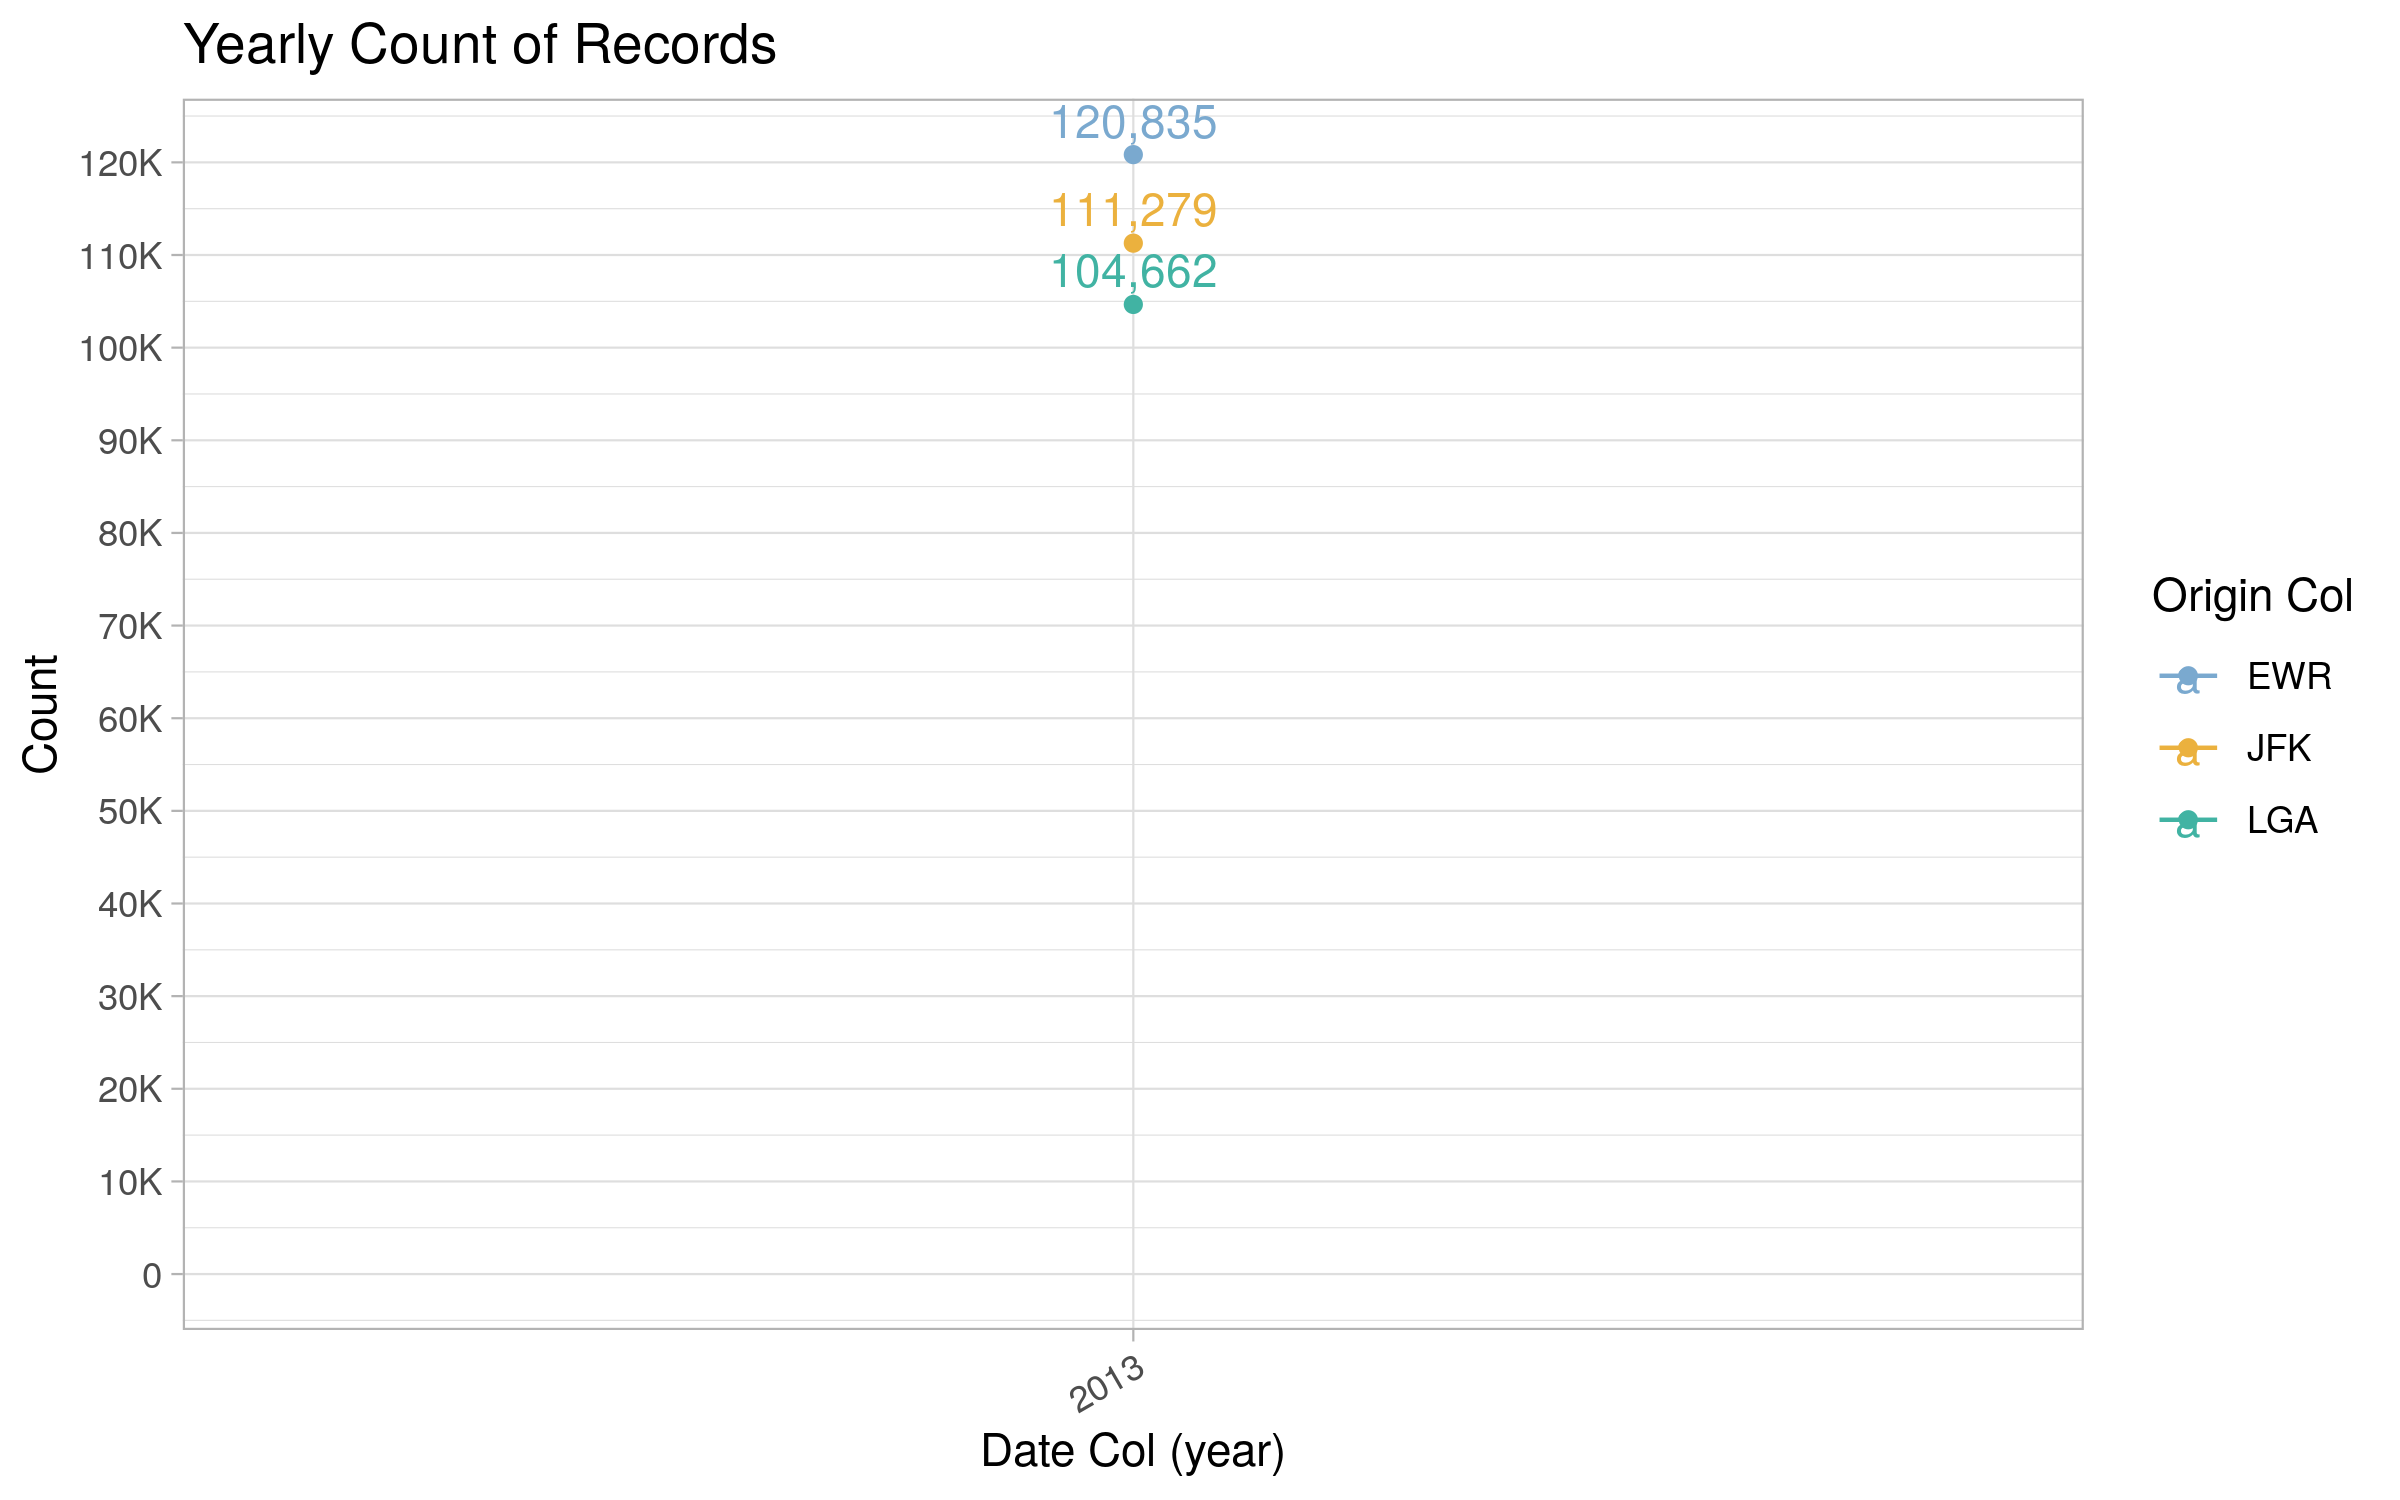 Yearly Count of Records
120,835
111,279
104,662
120K
110K
100K
90K
80K
70K
60K
50K
40K
30K
20K
10K
0
Count
2013
Date Col (year)
Origin Col
a EWR
a JFK
a LGA